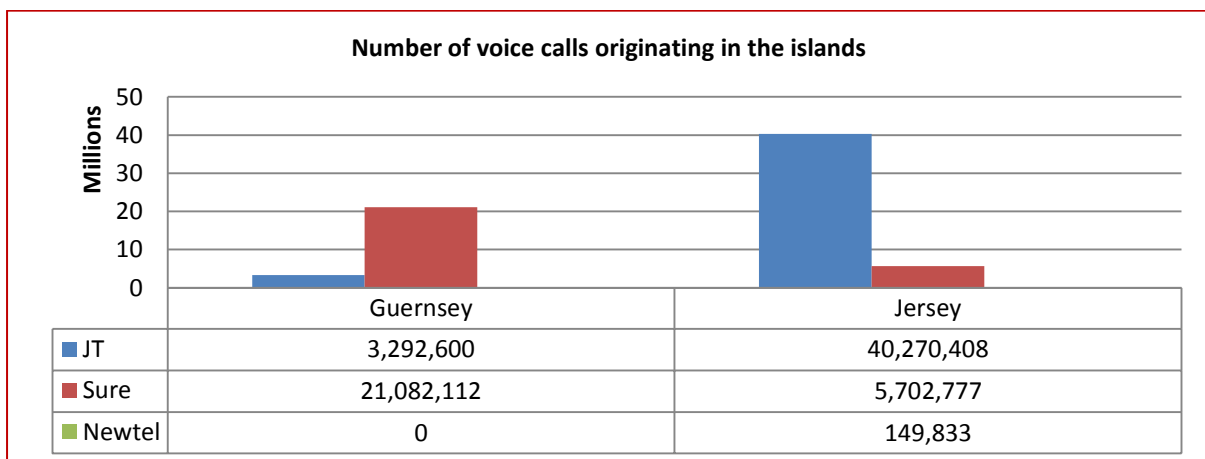 Number of voice calls originating in the islands
Millions
50
40
30
20
10
0
Guernsey Jersey
JT 3,292,600 40,270,408
Sure 21,082,112 5,702,777
Newtel 0 149,833